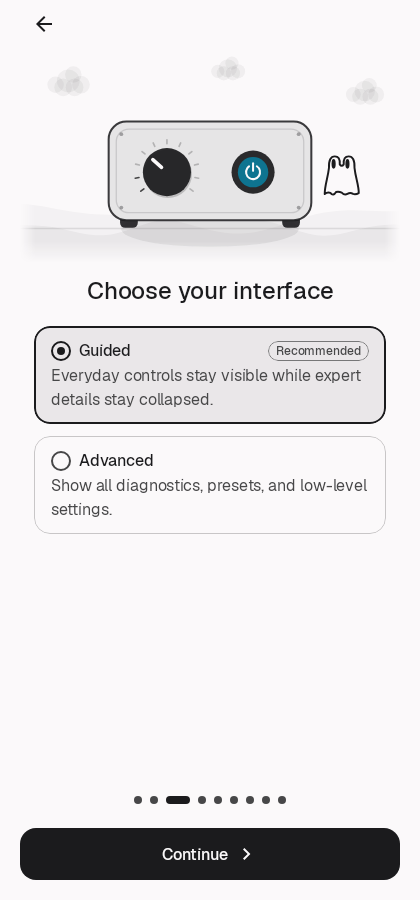 Choose your interface
Guided
Recommended
Everyday controls stay visible while expert
details stay collapsed.
Advanced
Show all diagnostics, presets, and low-level
settings.
Continue